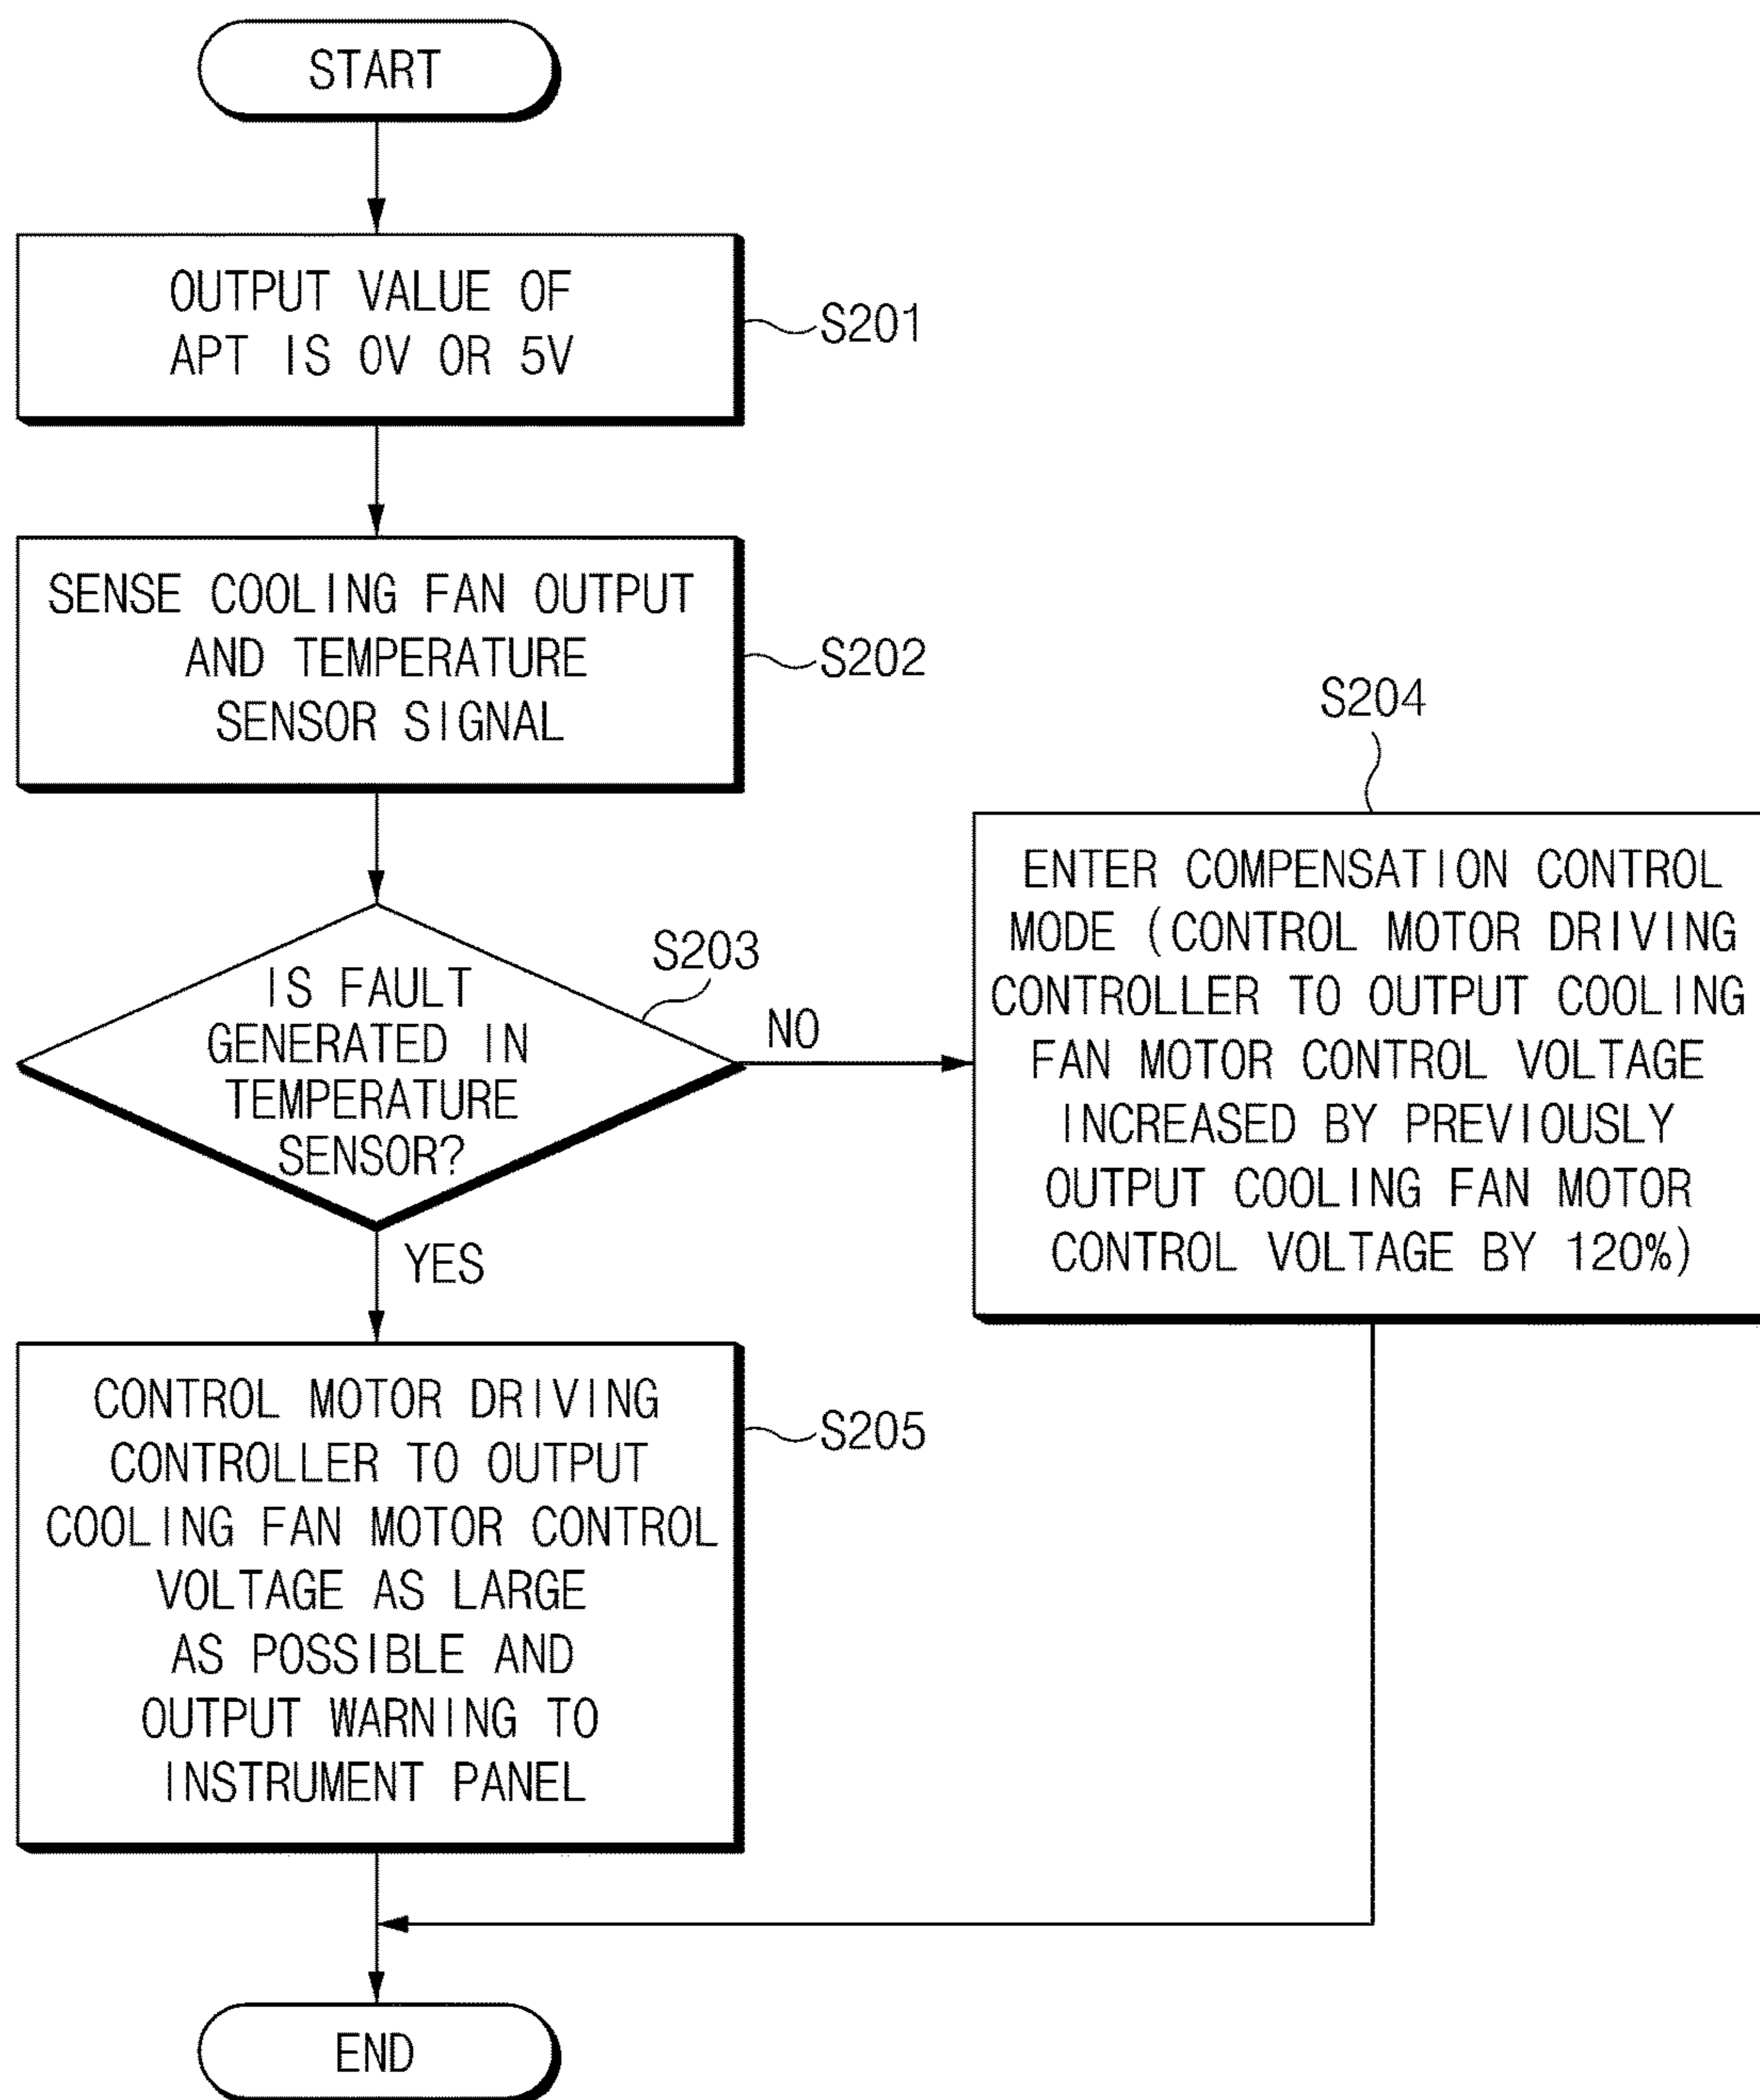 START
OUTPUT VALUE OF
APT IS 0V OR 5V
S201
SENSE COOLING FAN OUTPUT
AND TEMPERATURE
SENSOR SIGNAL
S202
IS FAULT
GENERATED IN
TEMPERATURE
SENSOR?
S203
NO
YES
S204
ENTER COMPENSATION CONTROL
MODE (CONTROL MOTOR DRIVING
CONTROLLER TO OUTPUT COOLING
FAN MOTOR CONTROL VOLTAGE
INCREASED BY PREVIOUSLY
OUTPUT COOLING FAN MOTOR
CONTROL VOLTAGE BY 120%)
CONTROL MOTOR DRIVING
CONTROLLER TO OUTPUT
COOLING FAN MOTOR CONTROL
VOLTAGE AS LARGE
AS POSSIBLE AND
OUTPUT WARNING TO
INSTRUMENT PANEL
S205
END